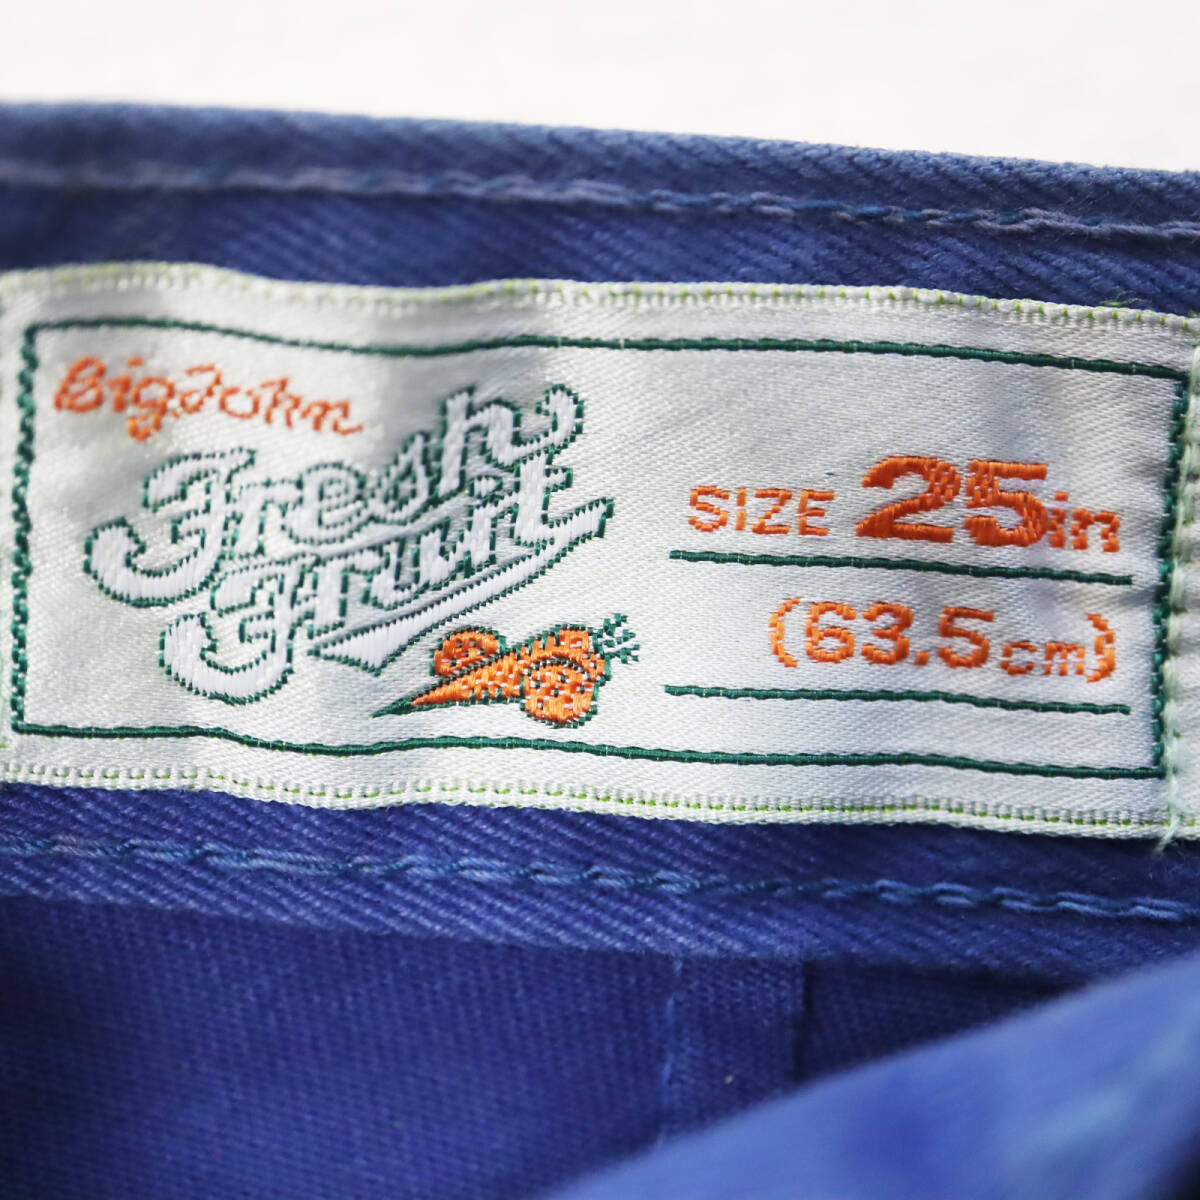 BigJohn
Fresh
Fruit
SIZE 25in
(63.5cm)